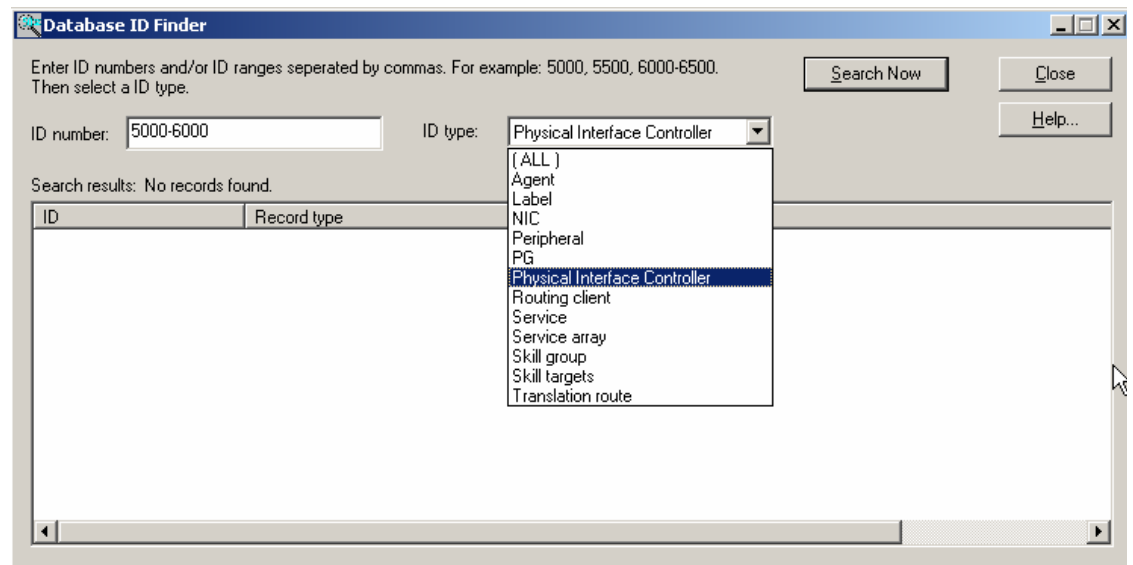 Database ID Finder
Enter ID numbers and/or ID ranges seperated by commas. For example: 5000, 5500, 6000-6500.
Then select a ID type.
Search Now
Close
Help...
ID number: 5000-6000
ID type: Physical Interface Controller
(ALL)
Agent
Label
NIC
Peripheral
PG
Physical Interface Controller
Routing client
Service
Service array
Skill group
Skill targets
Translation route
Search results: No records found.
ID Record type